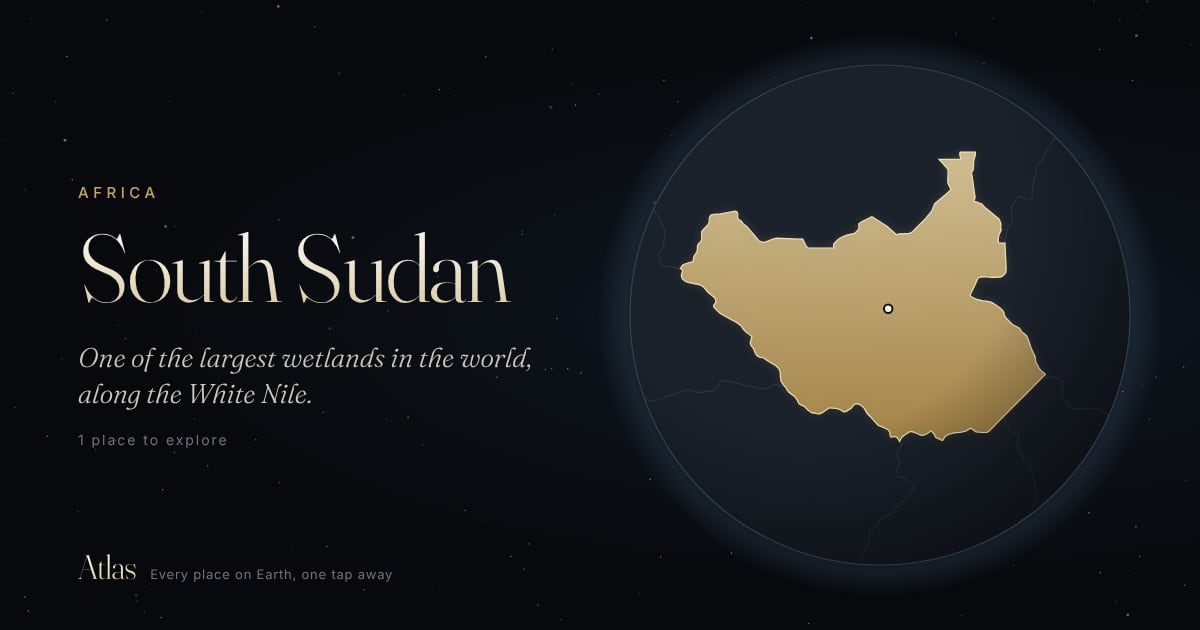 AFRICA
South Sudan
One of the largest wetlands in the world,
along the White Nile.
1 place to explore
Atlas Every place on Earth, one tap away